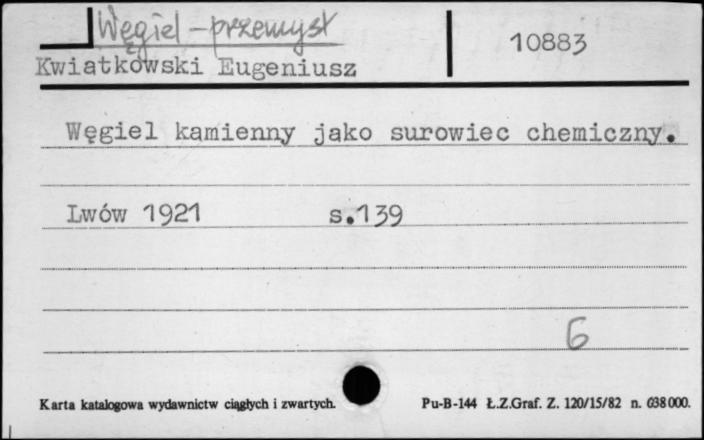 Węgiel - przemysł
10883
Kwiatkowski Eugeniusz
Węgiel kamienny jako surowiec chemiczny.
Lwów 1921 s.139
6
Karta katalogowa wydawnictw ciągłych i zwartych. Pu-B-144 Ł.Z.Graf. Z. 120/15/82 n. 038000.